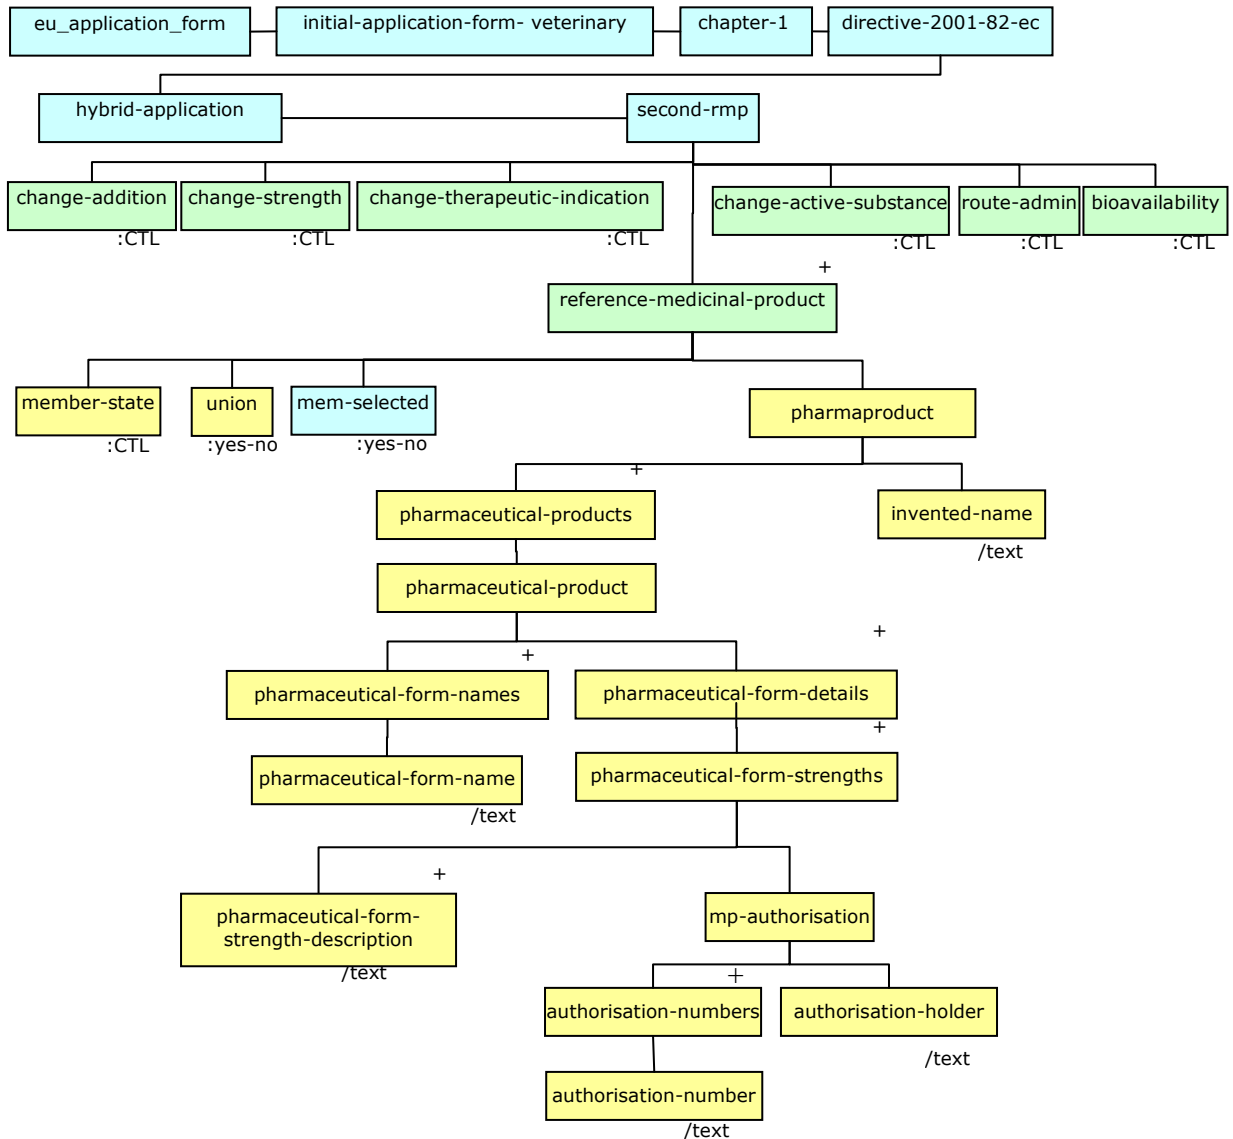 eu_application_form
initial-application-form- veterinary
chapter-1
directive-2001-82-ec
hybrid-application
second-rmp
change-addition
:CTL
change-strength
:CTL
change-therapeutic-indication
:CTL
change-active-substance
:CTL
route-admin
:CTL
bioavailability
:CTL
+
reference-medicinal-product
member-state
:CTL
union
:yes-no
mem-selected
:yes-no
pharmaproduct
+
pharmaceutical-products
invented-name
/text
pharmaceutical-product
+
pharmaceutical-form-names
+
pharmaceutical-form-details
pharmaceutical-form-name
/text
+
pharmaceutical-form-strengths
+
pharmaceutical-form-
strength-description
/text
mp-authorisation
+
authorisation-numbers
authorisation-holder
/text
authorisation-number
/text